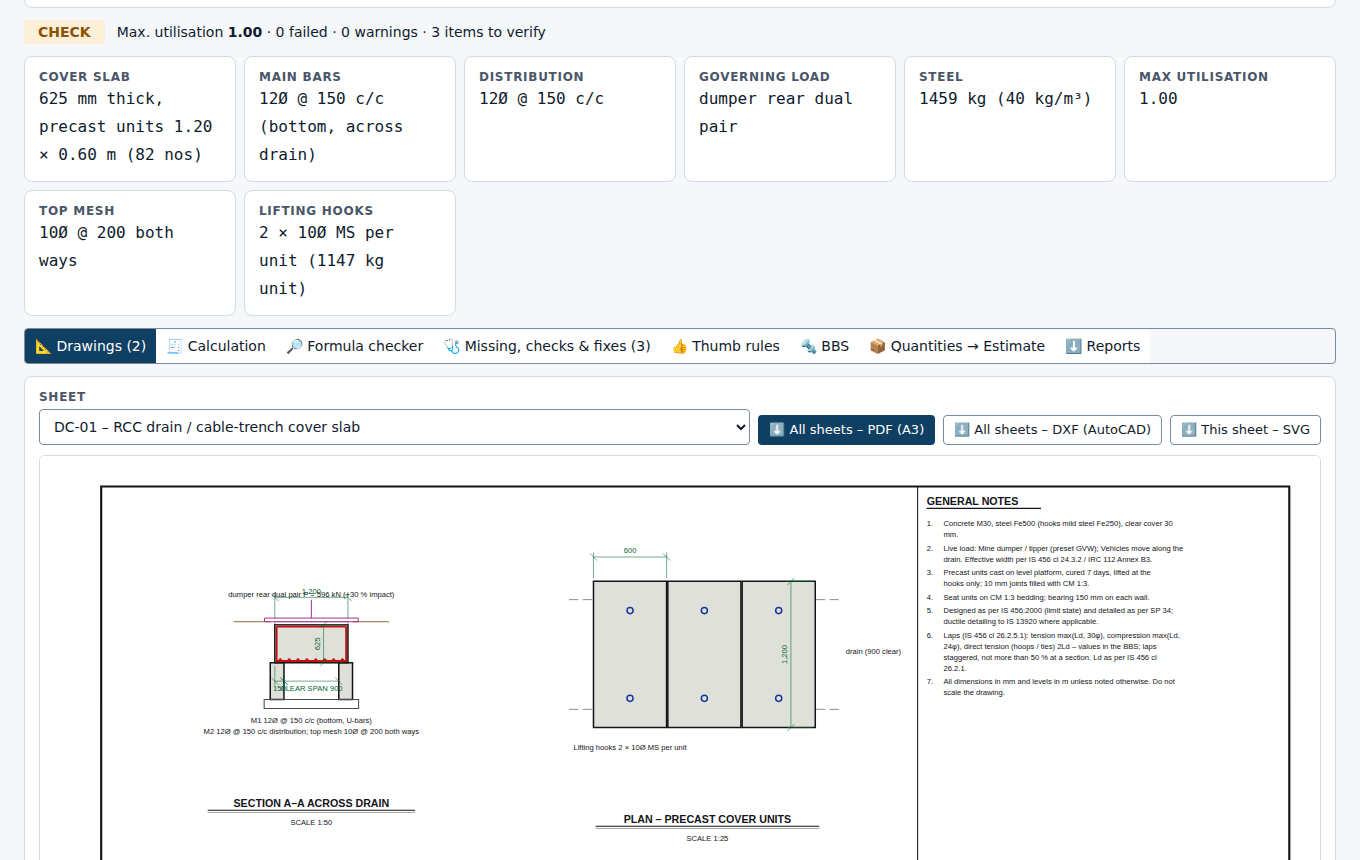 CHECK Max. utilisation 1.00 · 0 failed · 0 warnings · 3 items to verify
COVER SLAB
625 mm thick,
precast units 1.20
× 0.60 m (82 nos)
MAIN BARS
12Ø @ 150 c/c
(bottom, across
drain)
DISTRIBUTION
12Ø @ 150 c/c
GOVERNING LOAD
dumper rear dual
pair
STEEL
1459 kg (40 kg/m³)
MAX UTILISATION
1.00
TOP MESH
10Ø @ 200 both
ways
LIFTING HOOKS
2 × 10Ø MS per
unit (1147 kg
unit)
Drawings (2) Calculation Formula checker Missing, checks & fixes (3) Thumb rules BBS Quantities → Estimate Reports
SHEET
DC-01 – RCC drain / cable-trench cover slab
All sheets – PDF (A3) All sheets – DXF (AutoCAD) This sheet – SVG
dumper rear dual pair P = 596 kN (+30 % impact)
1,200
625
150
CLEAR SPAN 900
M1 12Ø @ 150 c/c (bottom, U-bars)
M2 12Ø @ 150 c/c distribution; top mesh 10Ø @ 200 both ways
SECTION A–A ACROSS DRAIN
SCALE 1:50
600
1,200
drain (900 clear)
Lifting hooks 2 × 10Ø MS per unit
PLAN – PRECAST COVER UNITS
SCALE 1:25
GENERAL NOTES
1. Concrete M30, steel Fe500 (hooks mild steel Fe250), clear cover 30
mm.
2. Live load: Mine dumper / tipper (preset GVW); Vehicles move along the
drain. Effective width per IS 456 cl 24.3.2 / IRC 112 Annex B3.
3. Precast units cast on level platform, cured 7 days, lifted at the
hooks only; 10 mm joints filled with CM 1:3.
4. Seat units on CM 1:3 bedding; bearing 150 mm on each wall.
5. Designed as per IS 456:2000 (limit state) and detailed as per SP 34;
ductile detailing to IS 13920 where applicable.
6. Laps (IS 456 cl 26.2.5.1): tension max(Ld, 30φ), compression max(Ld,
24φ), direct tension (hoops / ties) 2Ld – values in the BBS; laps
staggered, not more than 50 % at a section. Ld as per IS 456 cl
26.2.1.
7. All dimensions in mm and levels in m unless noted otherwise. Do not
scale the drawing.